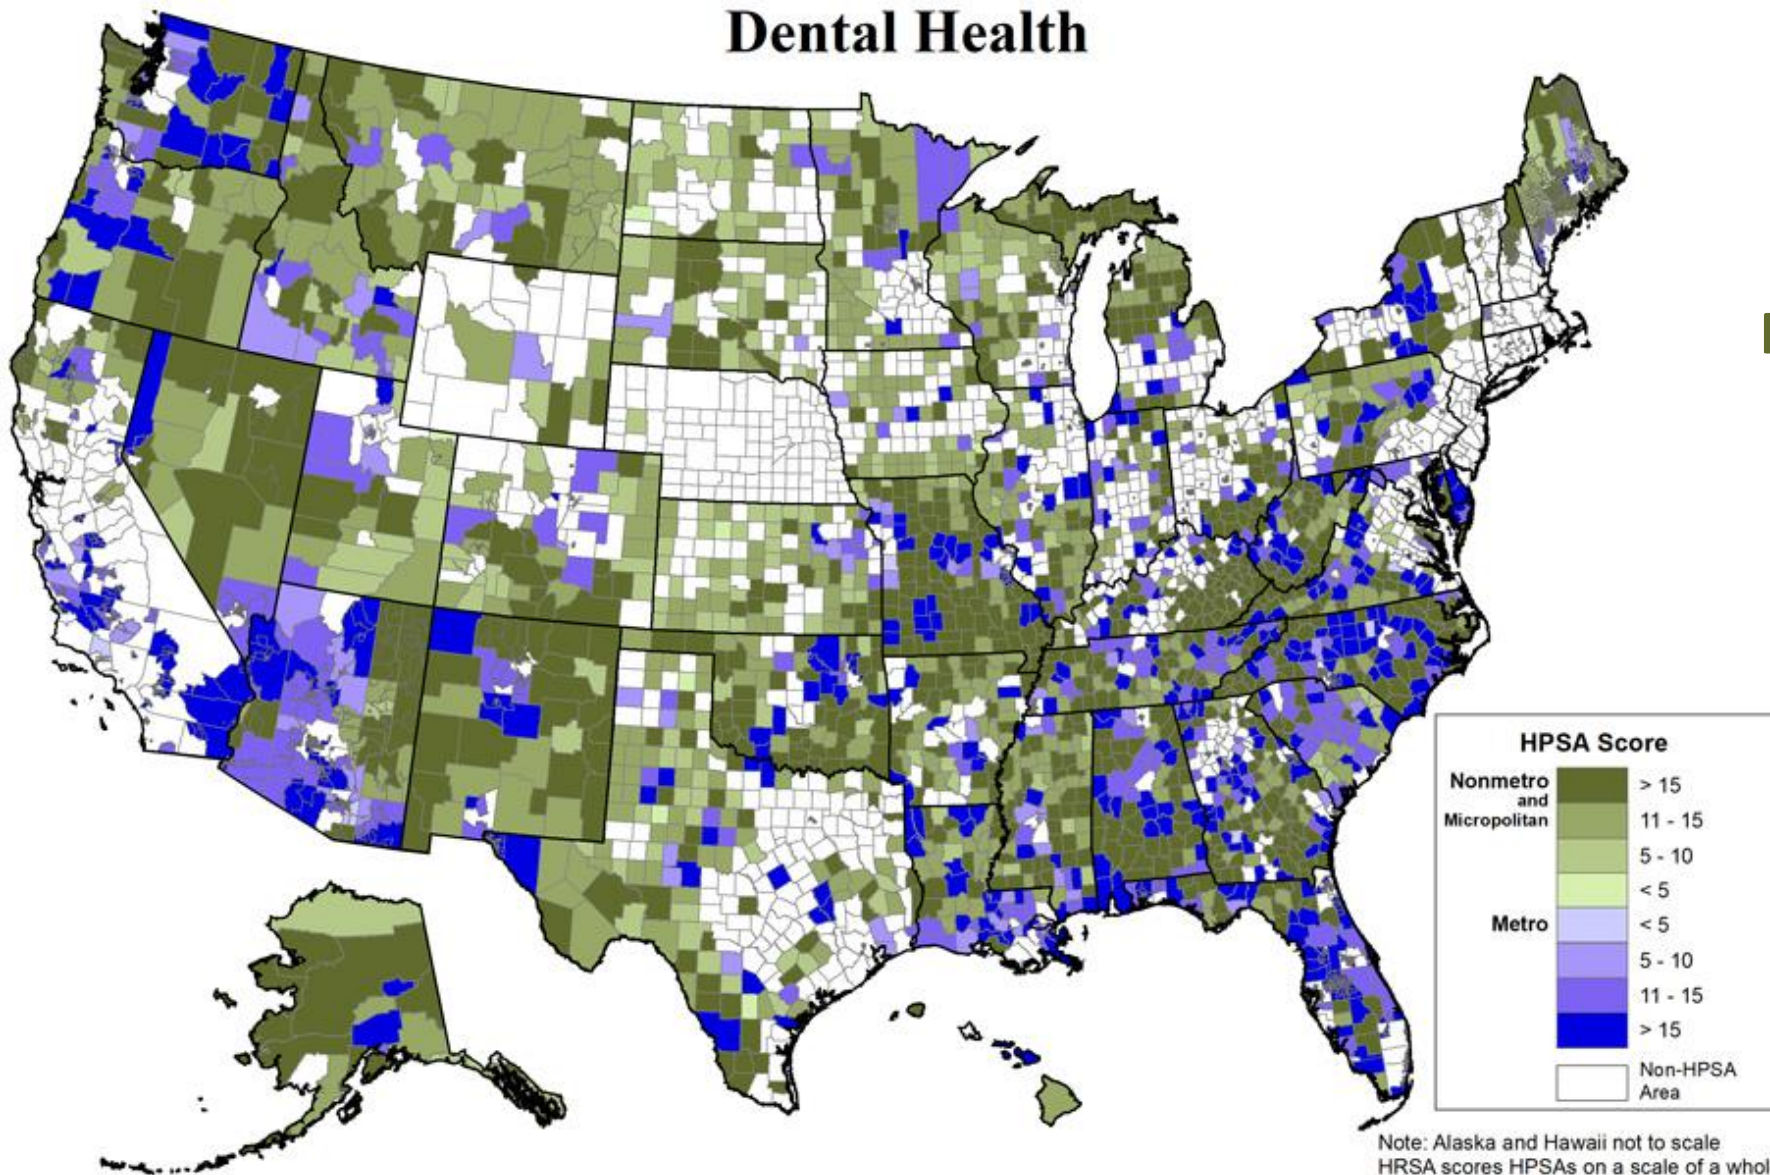 Dental Health
HPSA Score
Nonmetro
and
Micropolitan
> 15
11 - 15
5 - 10
< 5
Metro
< 5
5 - 10
11 - 15
> 15
Non-HPSA
Area
Note: Alaska and Hawaii not to scale
HRSA scores HPSAs on a scale of a whol